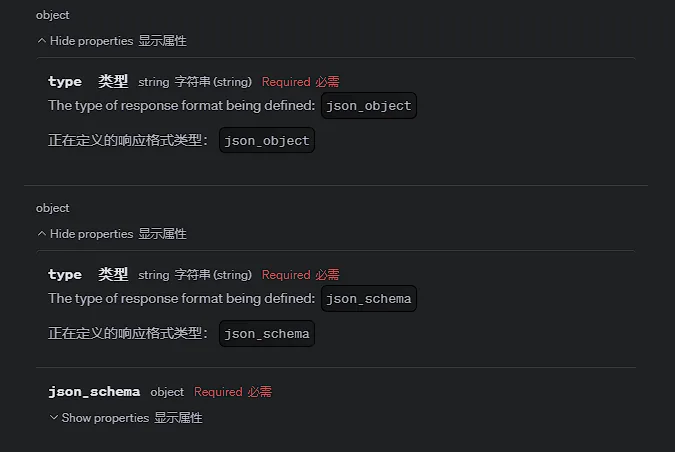 object
Hide properties 显示属性
type 类型 string 字符串 (string) Required 必需
The type of response format being defined: json_object
正在定义的响应格式类型： json_object
object
Hide properties 显示属性
type 类型 string 字符串 (string) Required 必需
The type of response format being defined: json_schema
正在定义的响应格式类型： json_schema
json_schema object Required 必需
Show properties 显示属性